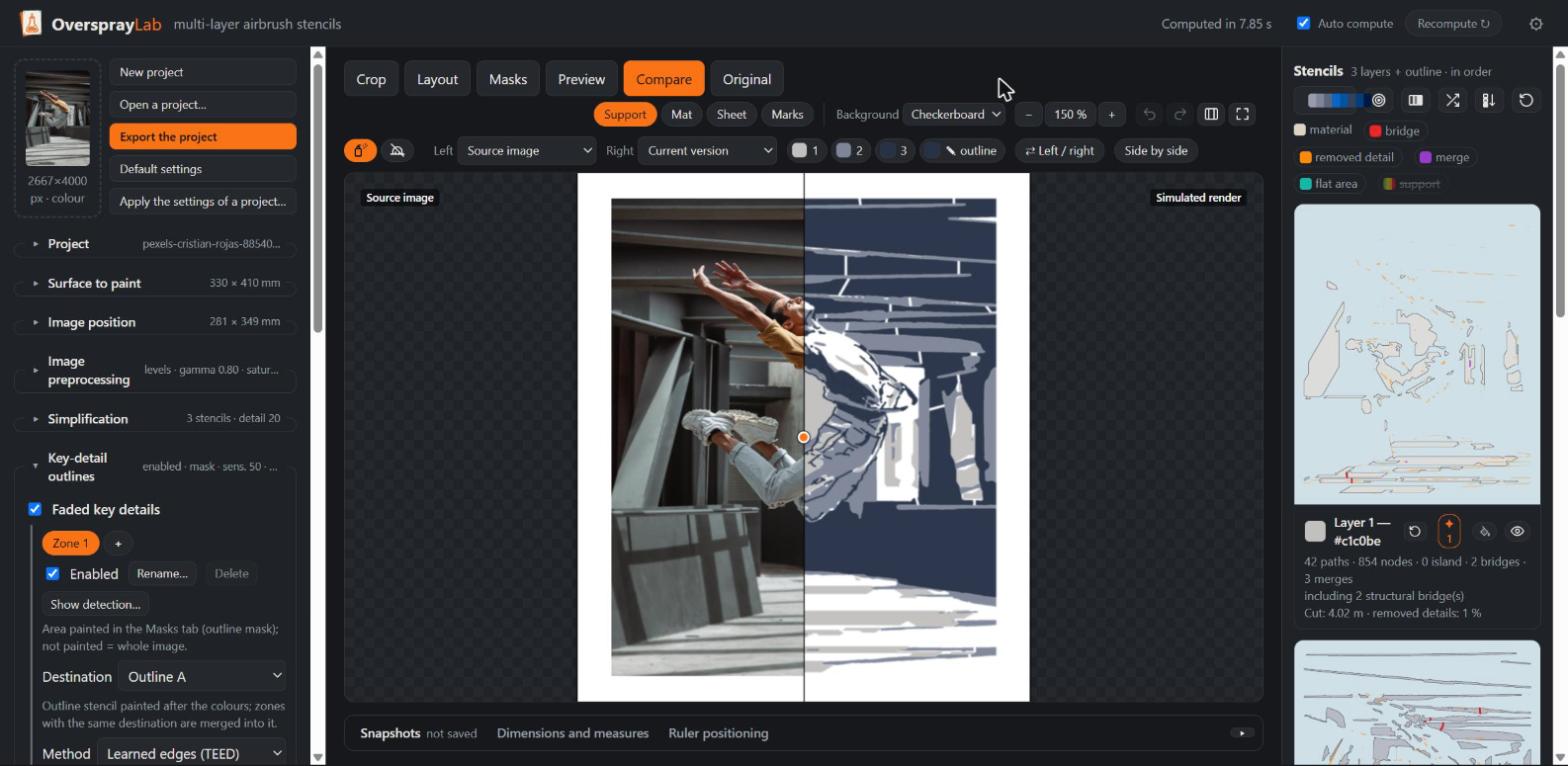 OversprayLab multi-layer airbrush stencils
Computed in 7.85 s
Auto compute
Recompute ↻
2667×4000
px · colour
New project
Open a project...
Export the project
Default settings
Apply the settings of a project...
Project pexels-cristian-rojas-88540...
Surface to paint 330 × 410 mm
Image position 281 × 349 mm
Image
preprocessing levels · gamma 0.80 · satur...
Simplification 3 stencils · detail 20
Key-detail
outlines enabled · mask · sens. 50 · ...
Faded key details
Zone 1 +
Enabled Rename... Delete
Show detection...
Area painted in the Masks tab (outline mask);
not painted = whole image.
Destination Outline A
Outline stencil painted after the colours; zones
with the same destination are merged into it.
Method Learned edges (TEED)
Crop Layout Masks Preview Compare Original
Support Mat Sheet Marks Background Checkerboard − 150 % +
Left Source image Right Current version 1 2 3 outline ⇄ Left / right Side by side
Source image
Simulated render
Snapshots not saved Dimensions and measures Ruler positioning
Stencils 3 layers + outline · in order
material bridge
removed detail merge
flat area support
Layer 1 —
#c1c0be
1
42 paths · 854 nodes · 0 island · 2 bridges ·
3 merges
including 2 structural bridge(s)
Cut: 4.02 m · removed details: 1 %